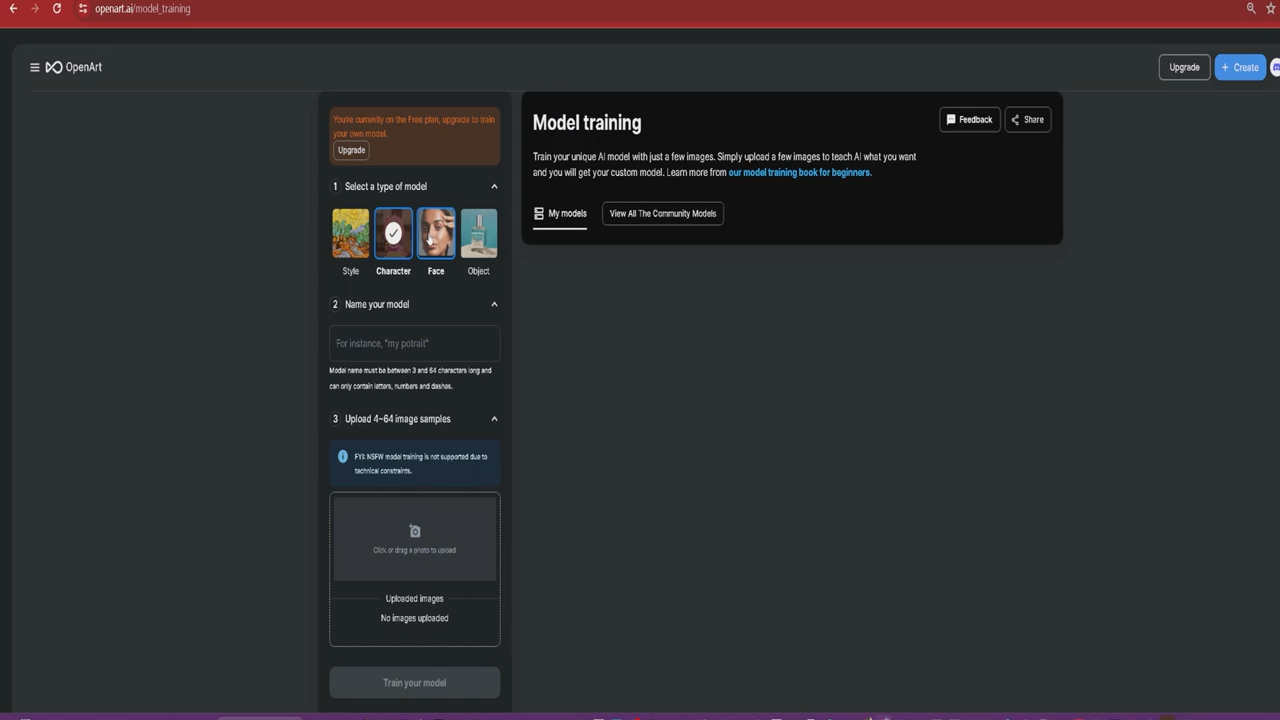 openart.ai/model_training
OpenArt
Upgrade
+ Create
You're currently on the Free plan, upgrade to train
your own model.
Upgrade
1 Select a type of model
Style
Character
Face
Object
2 Name your model
For instance, "my potrait"
Model name must be between 3 and 64 characters long and
can only contain letters, numbers and dashes.
3 Upload 4~64 image samples
FYI: NSFW model training is not supported due to
technical constraints.
Click or drag a photo to upload
Uploaded images
No images uploaded
Train your model
Model training
Feedback
Share
Train your unique AI model with just a few images. Simply upload a few images to teach AI what you want
and you will get your custom model. Learn more from our model training book for beginners.
My models
View All The Community Models